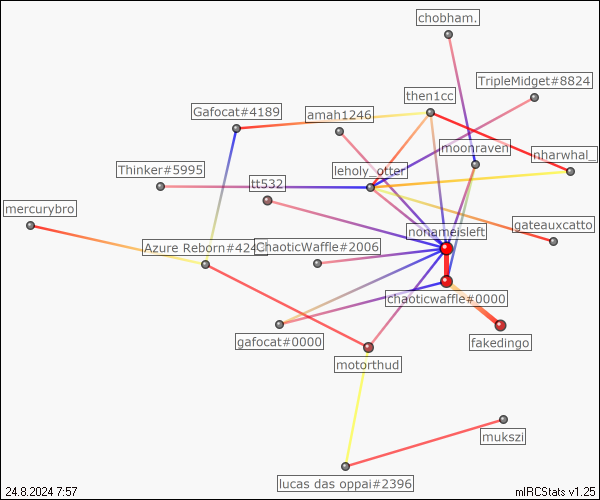 chobham.
TripleMidget#8824
then1cc
Gafocat#4189
amah1246
moonraven
nharwhal_
Thinker#5995
leholy_otter
tt532
mercurybro
gateauxcatto
nonameisleft
Azure Reborn#424
ChaoticWaffle#2006
chaoticwaffle#0000
gafocat#0000
fakedingo
motorthud
mukszi
lucas das oppai#2396
24.8.2024 7:57
mIRCStats v1.25